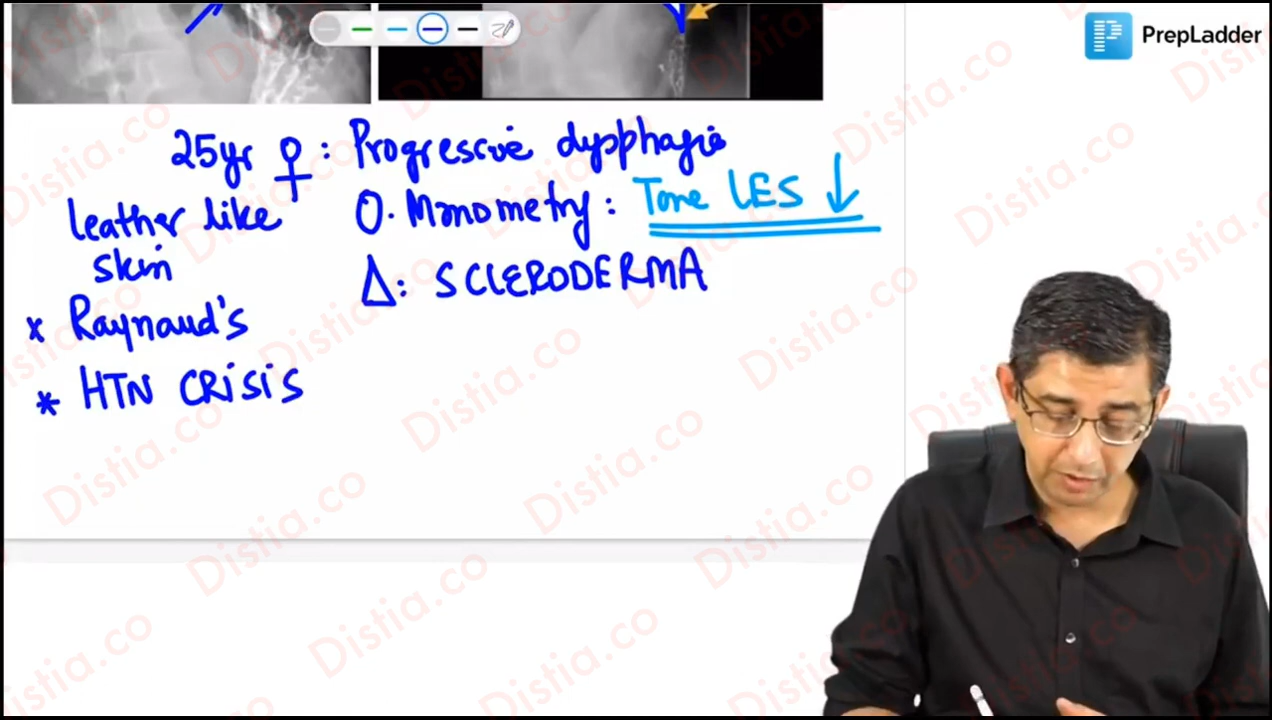 PrepLadder
25yr ♀ : Progressive dysphagia
leather like
skin
O. Manometry : Tone LES ↓
Δ: SCLERODERMA
* Raynaud's
* HTN CRISIS
Distia.co